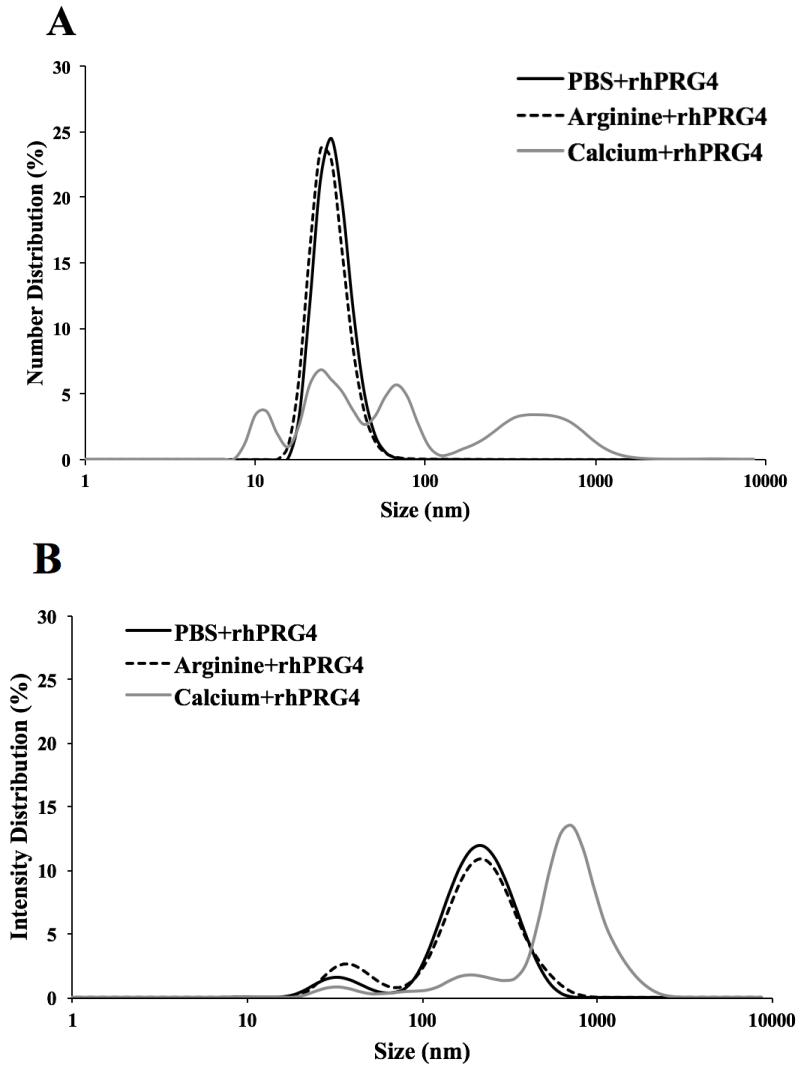 A
30
25
20
15
10
5
0
Number Distribution (%)
PBS+rhPRG4
Arginine+rhPRG4
Calcium+rhPRG4
1 10 100 1000 10000
Size (nm)
B
30
25
20
15
10
5
0
Intensity Distribution (%)
PBS+rhPRG4
Arginine+rhPRG4
Calcium+rhPRG4
1 10 100 1000 10000
Size (nm)